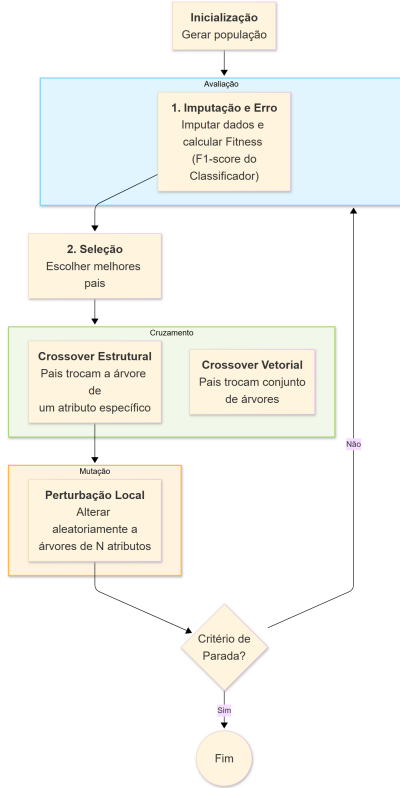 Inicialização
Gerar população
Avaliação
1. Imputação e Erro
Imputar dados e
calcular Fitness
(F1-score do
Classificador)
2. Seleção
Escolher melhores
pais
Cruzamento
Crossover Estrutural
Pais trocam a árvore
de
um atributo específico
Crossover Vetorial
Pais trocam conjunto
de árvores
Não
Mutação
Perturbação Local
Alterar
aleatoriamente a
árvores de N atributos
Critério de
Parada?
Sim
Fim